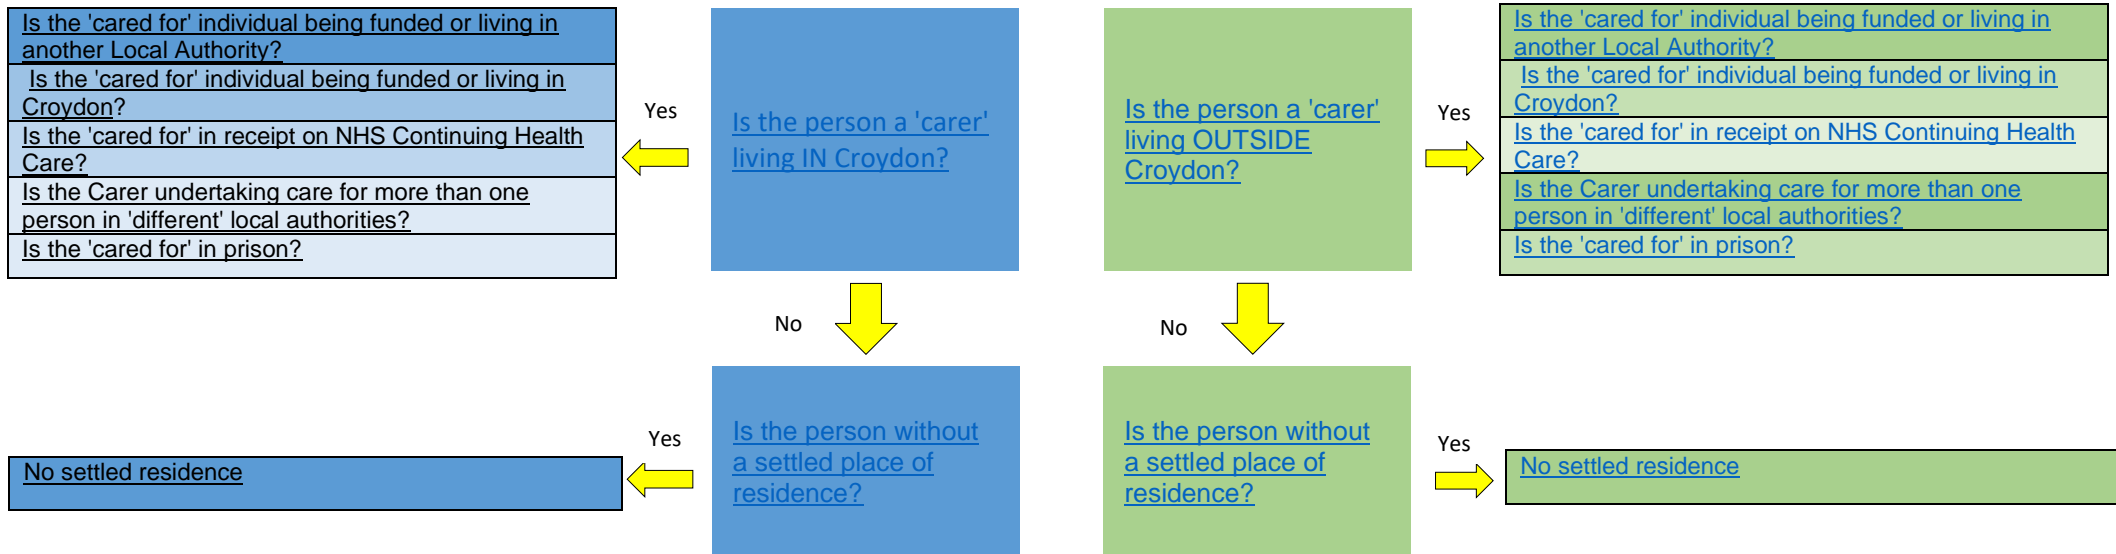 Is the 'cared for' individual being funded or living in
another Local Authority?
Is the 'cared for' individual being funded or living in
Croydon?
Is the 'cared for' in receipt on NHS Continuing Health
Care?
Is the Carer undertaking care for more than one
person in 'different' local authorities?
Is the 'cared for' in prison?
Yes
Is the person a 'carer'
living IN Croydon?
Is the person a 'carer'
living OUTSIDE
Croydon?
Yes
Is the 'cared for' individual being funded or living in
another Local Authority?
Is the 'cared for' individual being funded or living in
Croydon?
Is the 'cared for' in receipt on NHS Continuing Health
Care?
Is the Carer undertaking care for more than one
person in 'different' local authorities?
Is the 'cared for' in prison?
No
No
No settled residence
Yes
Is the person without
a settled place of
residence?
Is the person without
a settled place of
residence?
Yes
No settled residence